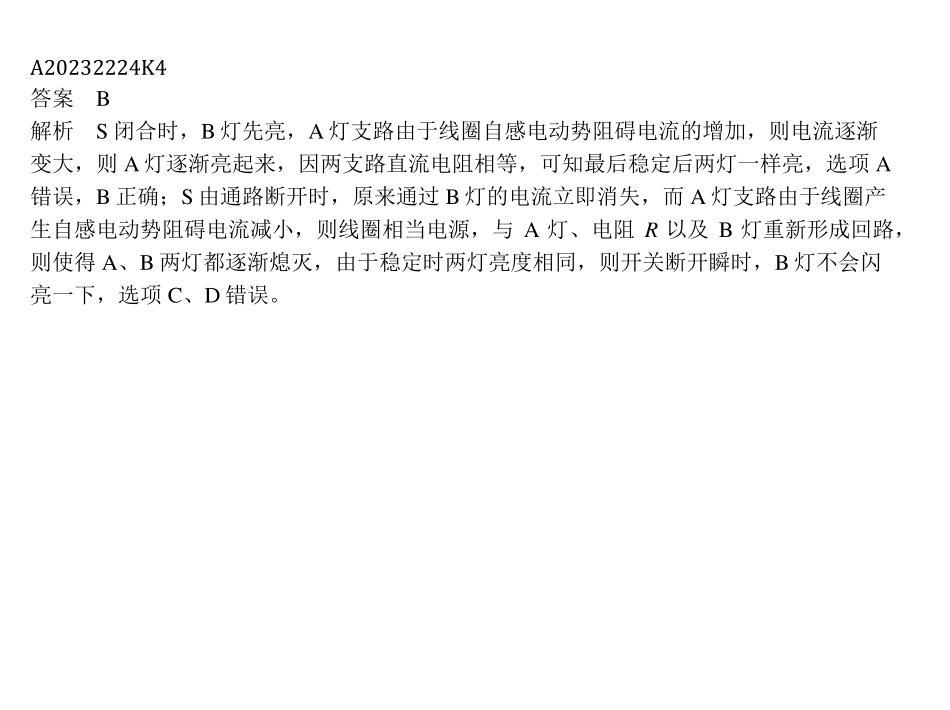 A20232224K4
答案　B
解析　S 闭合时，B 灯先亮，A 灯支路由于线圈自感电动势阻碍电流的增加，则电流逐渐
变大，则 A 灯逐渐亮起来，因两支路直流电阻相等，可知最后稳定后两灯一样亮，选项 A
错误，B 正确；S 由通路断开时，原来通过 B 灯的电流立即消失，而 A 灯支路由于线圈产
生自感电动势阻碍电流减小，则线圈相当电源，与 A 灯、电阻 R 以及 B 灯重新形成回路，
则使得 A、B 两灯都逐渐熄灭，由于稳定时两灯亮度相同，则开关断开瞬时，B 灯不会闪
亮一下，选项 C、D 错误。